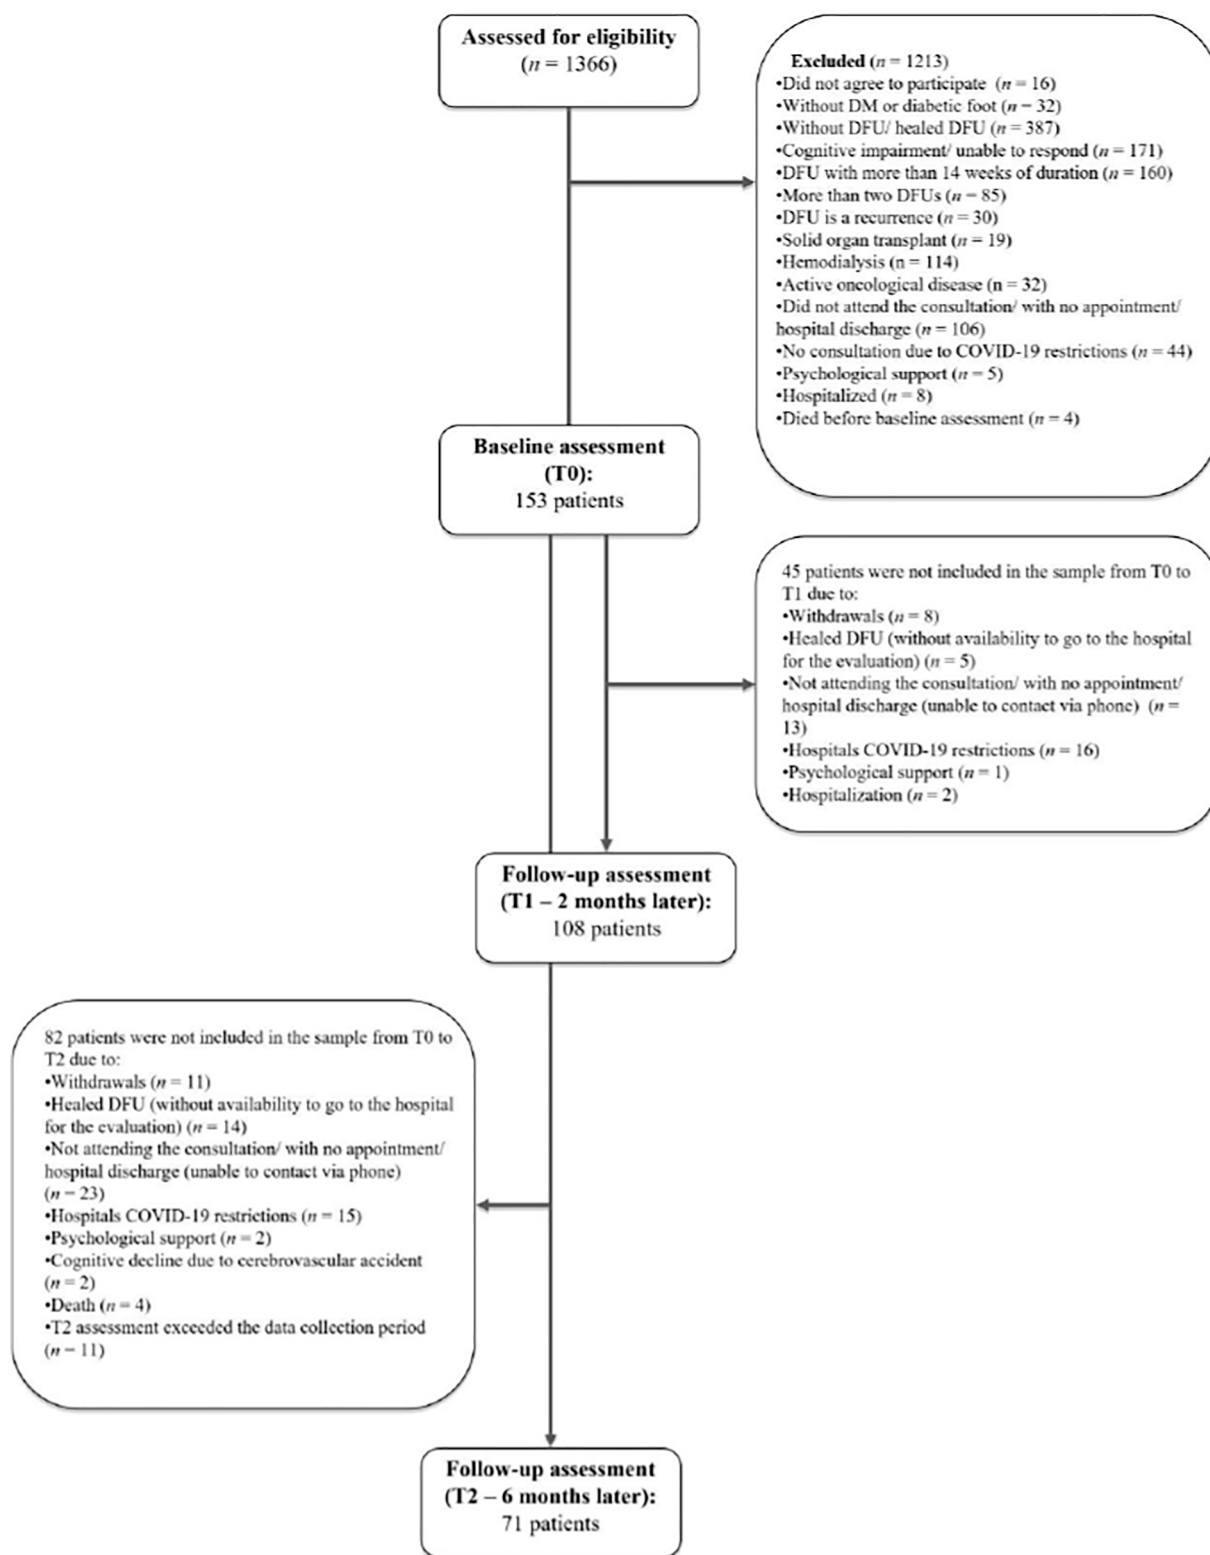 Assessed for eligibility
(n = 1366)
Excluded (n = 1213)
•Did not agree to participate (n = 16)
•Without DM or diabetic foot (n = 32)
•Without DFU/ healed DFU (n = 387)
•Cognitive impairment/ unable to respond (n = 171)
•DFU with more than 14 weeks of duration (n = 160)
•More than two DFUs (n = 85)
•DFU is a recurrence (n = 30)
•Solid organ transplant (n = 19)
•Hemodialysis (n = 114)
•Active oncological disease (n = 32)
•Did not attend the consultation/ with no appointment/
hospital discharge (n = 106)
•No consultation due to COVID-19 restrictions (n = 44)
•Psychological support (n = 5)
•Hospitalized (n = 8)
•Died before baseline assessment (n = 4)
Baseline assessment
(T0):
153 patients
45 patients were not included in the sample from T0 to
T1 due to:
•Withdrawals (n = 8)
•Healed DFU (without availability to go to the hospital
for the evaluation) (n = 5)
•Not attending the consultation/ with no appointment/
hospital discharge (unable to contact via phone) (n =
13)
•Hospitals COVID-19 restrictions (n = 16)
•Psychological support (n = 1)
•Hospitalization (n = 2)
Follow-up assessment
(T1 – 2 months later):
108 patients
82 patients were not included in the sample from T0 to
T2 due to:
•Withdrawals (n = 11)
•Healed DFU (without availability to go to the hospital
for the evaluation) (n = 14)
•Not attending the consultation/ with no appointment/
hospital discharge (unable to contact via phone)
(n = 23)
•Hospitals COVID-19 restrictions (n = 15)
•Psychological support (n = 2)
•Cognitive decline due to cerebrovascular accident
(n = 2)
•Death (n = 4)
•T2 assessment exceeded the data collection period
(n = 11)
Follow-up assessment
(T2 – 6 months later):
71 patients